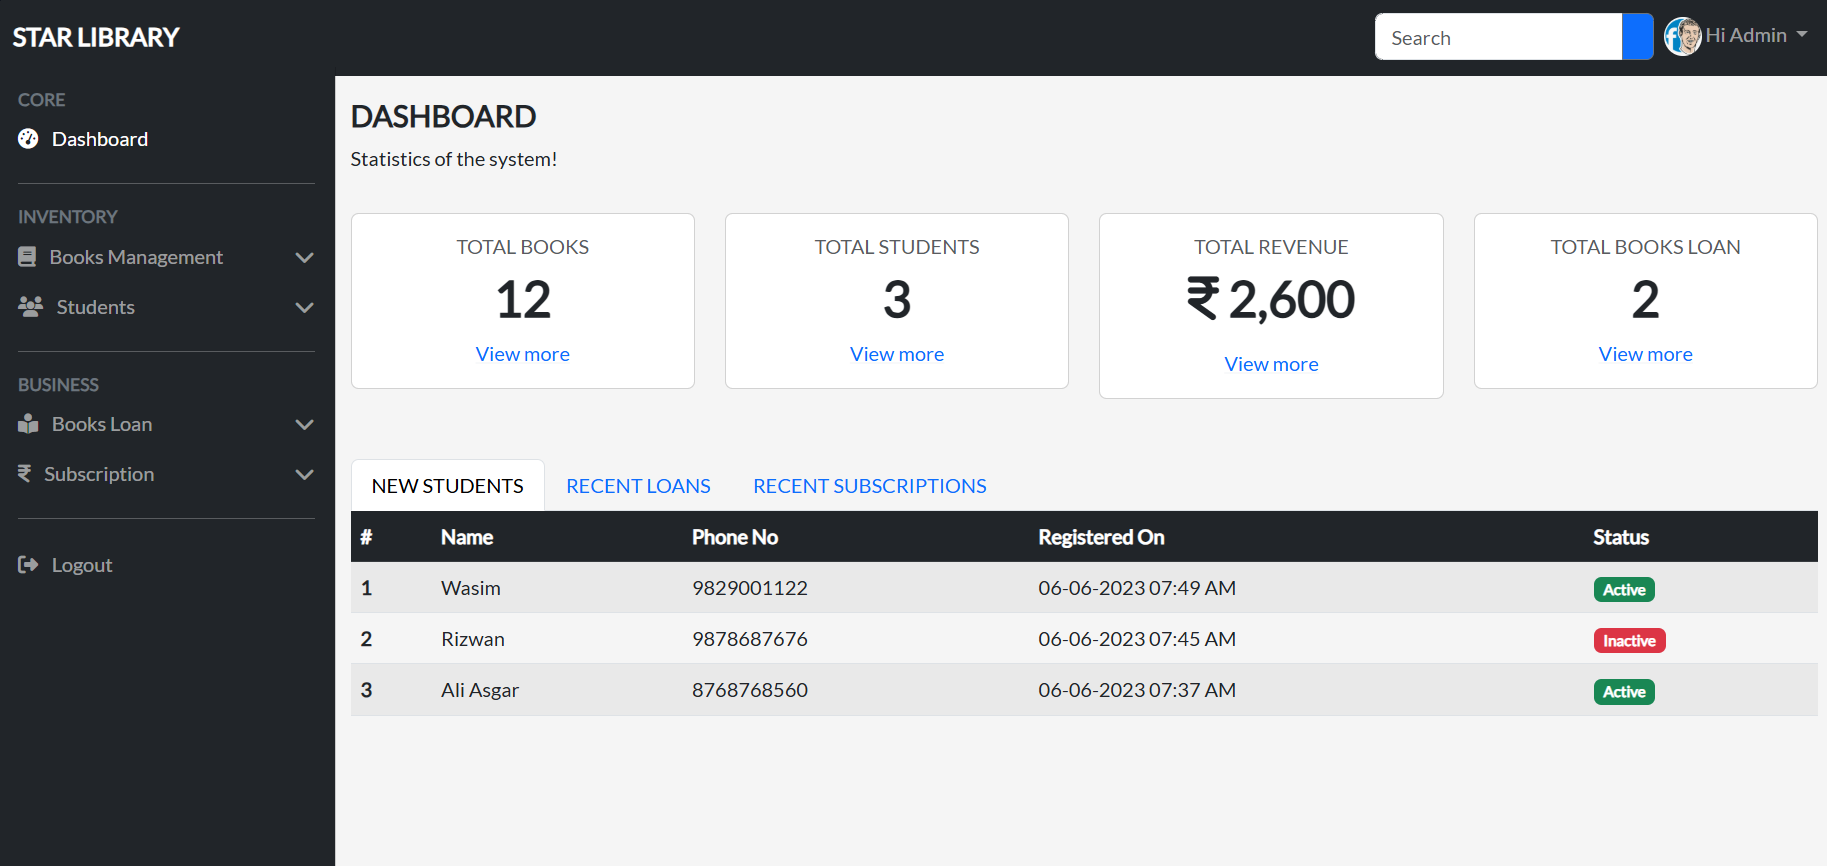 STAR LIBRARY
Search
Hi Admin
CORE
Dashboard
INVENTORY
Books Management
Students
BUSINESS
Books Loan
Subscription
Logout
DASHBOARD
Statistics of the system!
TOTAL BOOKS
12
View more
TOTAL STUDENTS
3
View more
TOTAL REVENUE
₹ 2,600
View more
TOTAL BOOKS LOAN
2
View more
NEW STUDENTS RECENT LOANS RECENT SUBSCRIPTIONS
# Name Phone No Registered On Status
1 Wasim 9829001122 06-06-2023 07:49 AM Active
2 Rizwan 9878687676 06-06-2023 07:45 AM Inactive
3 Ali Asgar 8768768560 06-06-2023 07:37 AM Active